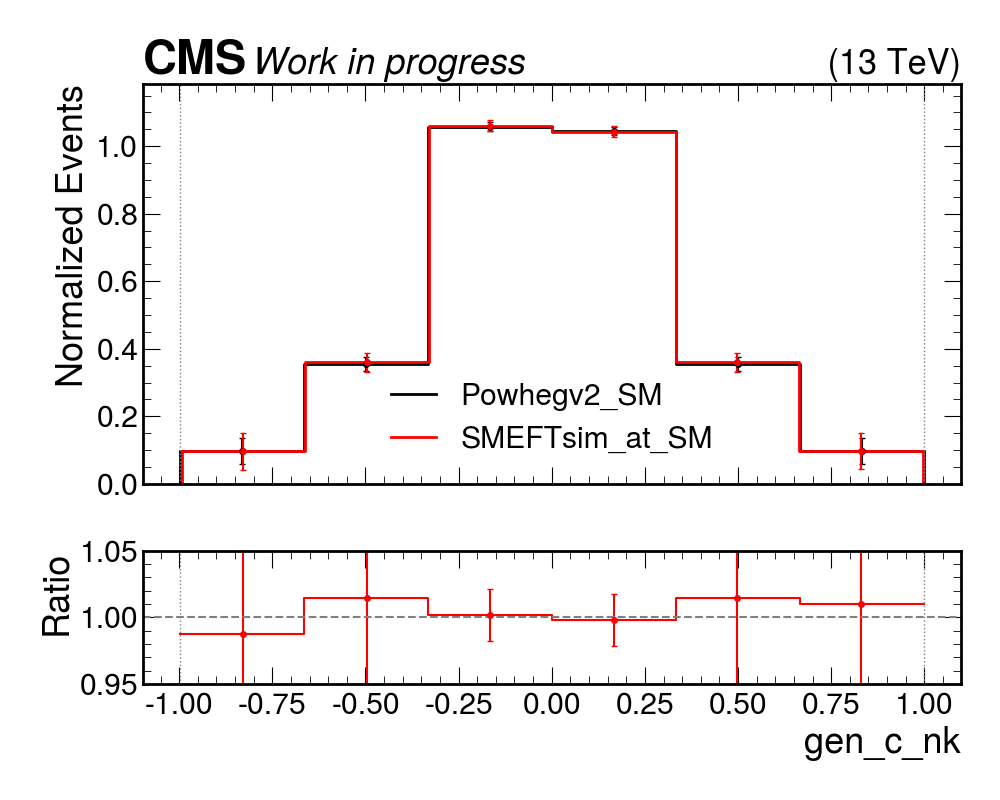 CMS Work in progress (13 TeV)
Normalized Events
1.0
0.8
0.6
0.4
0.2
0.0
Powhegv2_SM
SMEFTsim_at_SM
Ratio
1.05
1.00
0.95
-1.00 -0.75 -0.50 -0.25 0.00 0.25 0.50 0.75 1.00
gen_c_nk